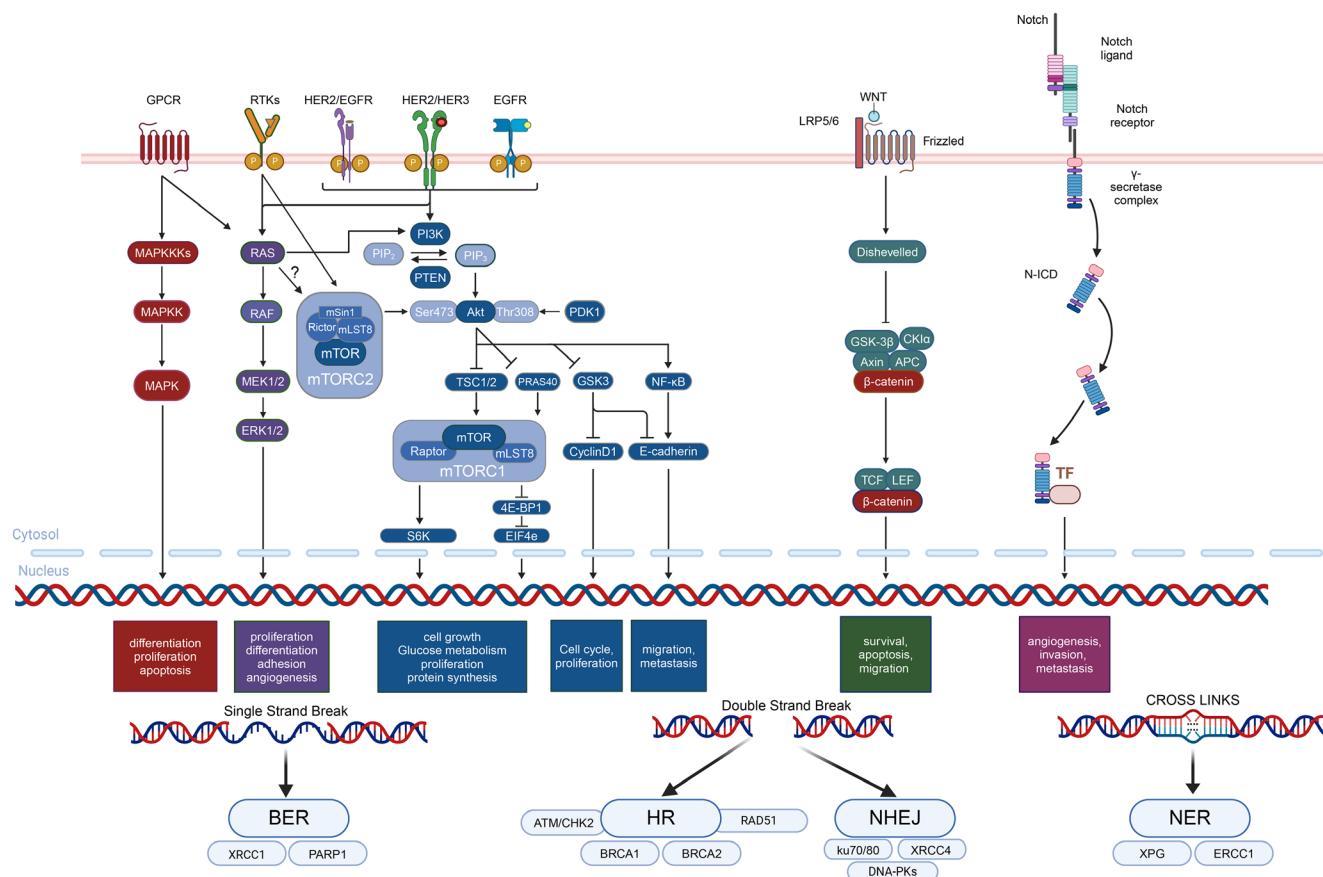 Notch
Notch
ligand
GPCR
RTKs
HER2/EGFR
HER2/HER3
EGFR
WNT
LRP5/6
Frizzled
Notch
receptor
P P
P P
P P
P P
γ-
secretase
complex
MAPKKKs
RAS
PI3K
PIP₂
PIP₃
PTEN
Dishevelled
N-ICD
?
MAPKK
RAF
mSin1
Rictor
mLST8
mTOR
mTORC2
Ser473
Akt
Thr308
PDK1
GSK-3β
CKIα
Axin
APC
β-catenin
MAPK
MEK1/2
TSC1/2
PRAS40
GSK3
NF-κB
ERK1/2
mTOR
Raptor
mLST8
mTORC1
CyclinD1
E-cadherin
TCF
LEF
β-catenin
TF
4E-BP1
S6K
EIF4e
Cytosol
Nucleus
differentiation
proliferation
apoptosis
proliferation
differentiation
adhesion
angiogenesis
cell growth
Glucose metabolism
proliferation
protein synthesis
Cell cycle,
proliferation
migration,
metastasis
survival,
apoptosis,
migration
angiogenesis,
invasion,
metastasis
Single Strand Break
Double Strand Break
CROSS LINKS
BER
XRCC1
PARP1
ATM/CHK2
HR
RAD51
BRCA1
BRCA2
NHEJ
ku70/80
XRCC4
DNA-PKs
NER
XPG
ERCC1